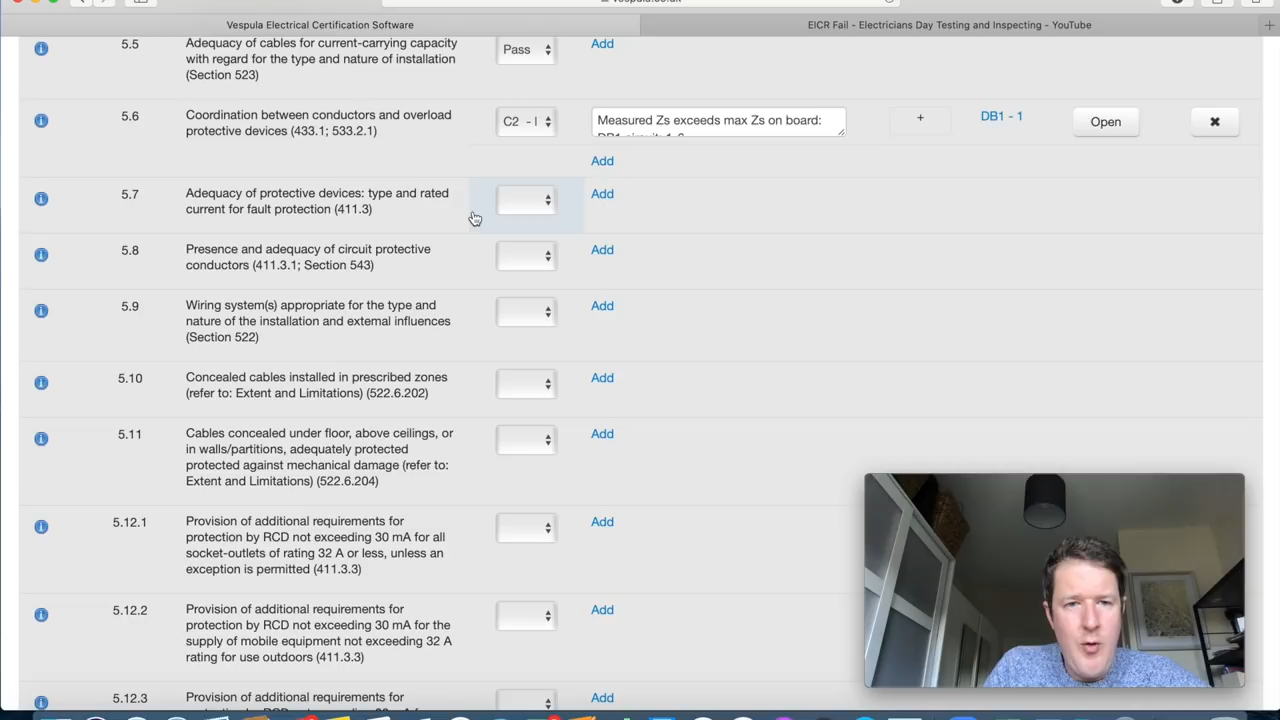 Vespula Electrical Certification Software
EICR Fail - Electricians Day Testing and Inspecting - YouTube
5.5
Adequacy of cables for current-carrying capacity
with regard for the type and nature of installation
(Section 523)
Pass
Add
5.6
Coordination between conductors and overload
protective devices (433.1; 533.2.1)
C2 - I
Measured Zs exceeds max Zs on board:
+
DB1 - 1
Open
Add
5.7
Adequacy of protective devices: type and rated
current for fault protection (411.3)
Add
5.8
Presence and adequacy of circuit protective
conductors (411.3.1; Section 543)
Add
5.9
Wiring system(s) appropriate for the type and
nature of the installation and external influences
(Section 522)
Add
5.10
Concealed cables installed in prescribed zones
(refer to: Extent and Limitations) (522.6.202)
Add
5.11
Cables concealed under floor, above ceilings, or
in walls/partitions, adequately protected
protected against mechanical damage (refer to:
Extent and Limitations) (522.6.204)
Add
5.12.1
Provision of additional requirements for
protection by RCD not exceeding 30 mA for all
socket-outlets of rating 32 A or less, unless an
exception is permitted (411.3.3)
Add
5.12.2
Provision of additional requirements for
protection by RCD not exceeding 30 mA for the
supply of mobile equipment not exceeding 32 A
rating for use outdoors (411.3.3)
Add
5.12.3
Provision of additional requirements for
Add